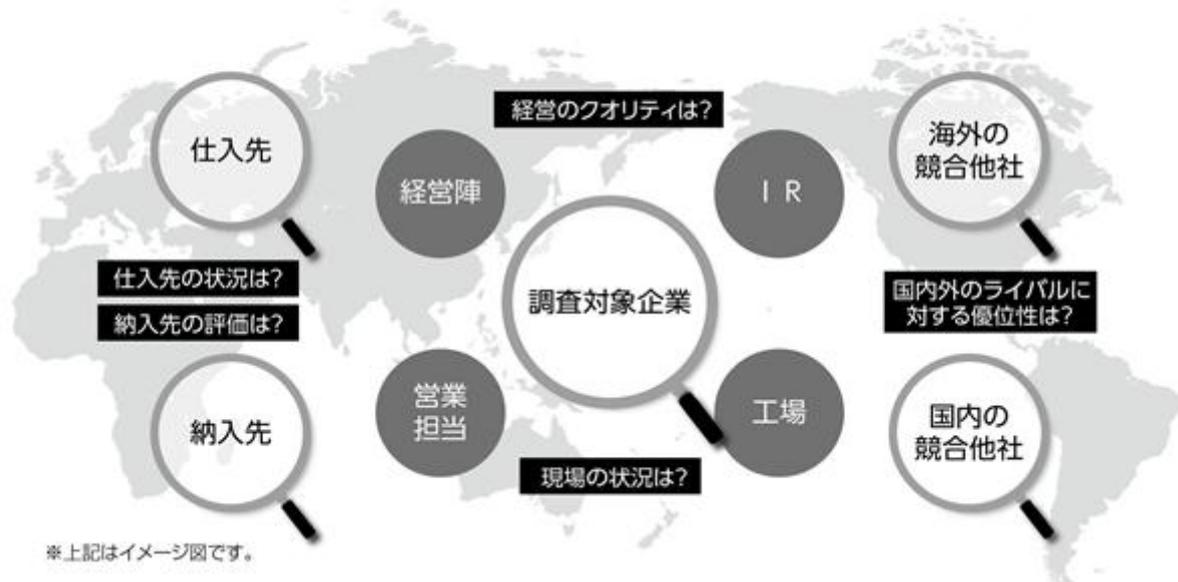 経営のクオリティは?
仕入先
経営陣
I R
海外の
競合他社
仕入先の状況は?
納入先の評価は?
調査対象企業
国内外のライバルに
対する優位性は?
納入先
営業
担当
工場
国内の
競合他社
現場の状況は?
※上記はイメージ図です。